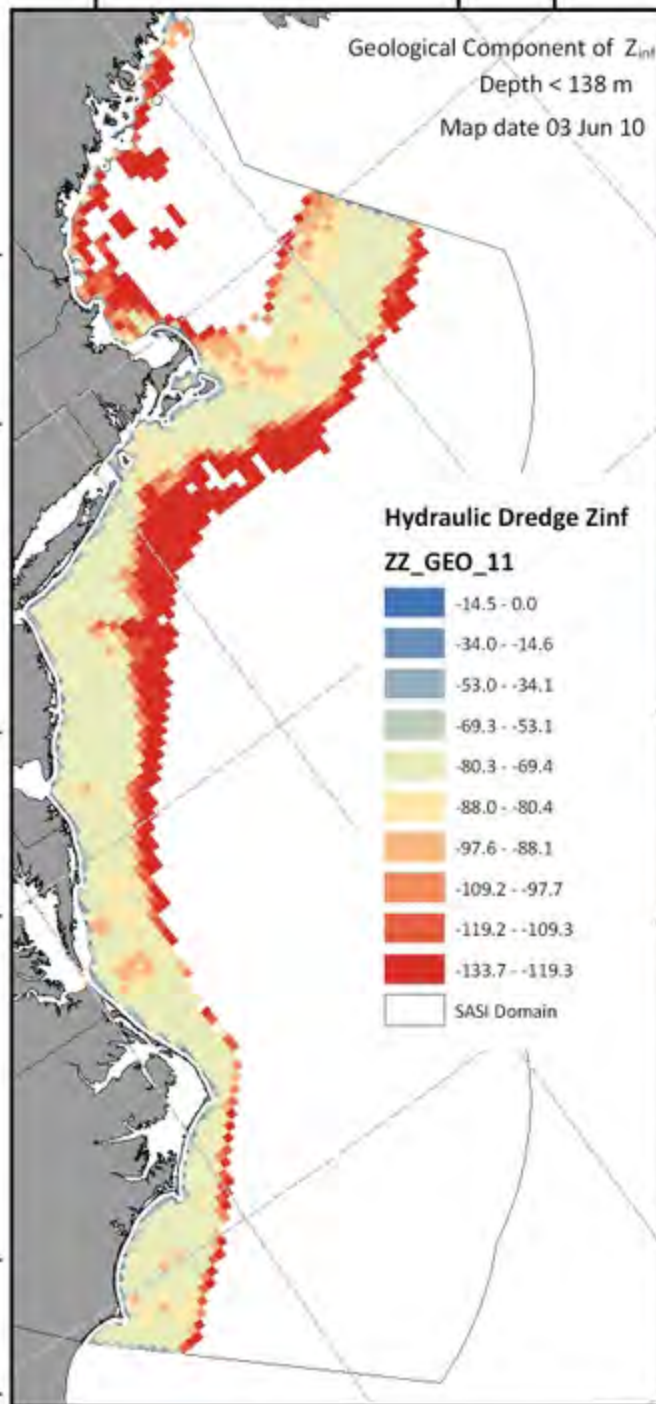 Geological Component of Zinf
Depth < 138 m
Map date 03 Jun 10
Hydraulic Dredge Zinf
ZZ_GEO_11
-14.5 - 0.0
-34.0 - -14.6
-53.0 - -34.1
-69.3 - -53.1
-80.3 - -69.4
-88.0 - -80.4
-97.6 - -88.1
-109.2 - -97.7
-119.2 - -109.3
-133.7 - -119.3
SASI Domain